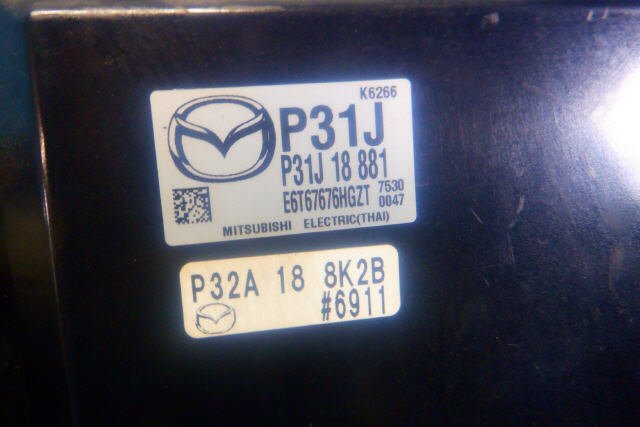 K6266
P31J
P31J 18 881
E6T67676HGZT 7530
0047
MITSUBISHI ELECTRIC(THAI)
P32A 18 8K2B
#6911